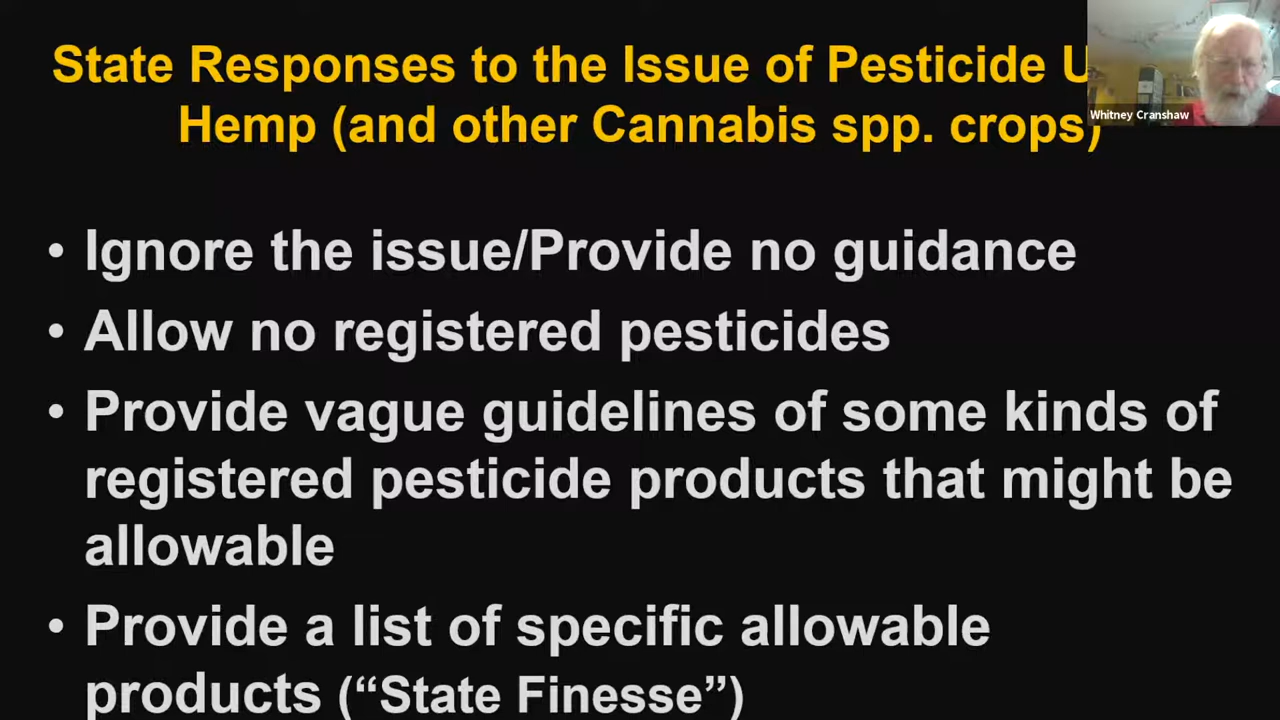 State Responses to the Issue of Pesticide U
Hemp (and other Cannabis spp. crops)
Whitney Cranshaw
• Ignore the issue/Provide no guidance
• Allow no registered pesticides
• Provide vague guidelines of some kinds of
registered pesticide products that might be
allowable
• Provide a list of specific allowable
products (“State Finesse”)